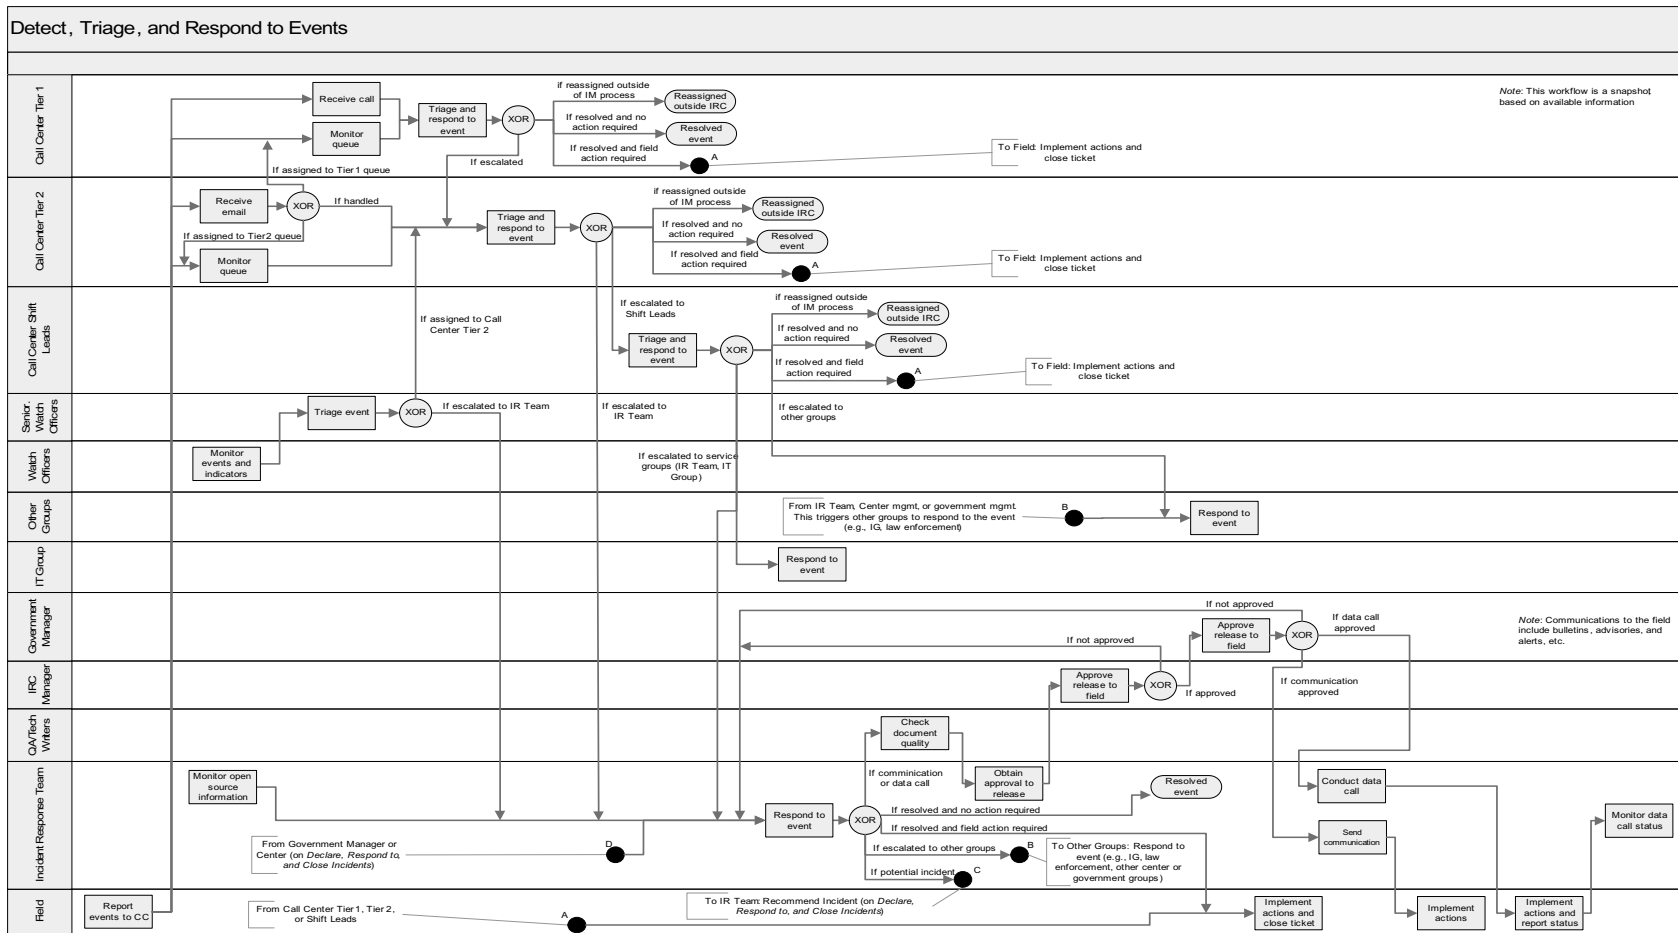 Detect, Triage, and Respond to Events
Call Center Tier 1
Receive call
Monitor
queue
Triage and
respond to
event
XOR
if reassigned outside
of IM process
Reassigned
outside IRC
If resolved and no
action required
Resolved
event
If resolved and field
action required
A
To Field: Implement actions and
close ticket
Note: This workflow is a snapshot
based on available information
If escalated
If assigned to Tier 1 queue
Call Center Tier 2
Receive
email
XOR
If handled
If assigned to Tier2 queue
Monitor
queue
Triage and
respond to
event
XOR
if reassigned outside
of IM process
Reassigned
outside IRC
If resolved and no
action required
Resolved
event
If resolved and field
action required
A
To Field: Implement actions and
close ticket
Call Center Shift
Leads
If assigned to Call
Center Tier 2
If escalated to
Shift Leads
Triage and
respond to
event
XOR
if reassigned outside
of IM process
Reassigned
outside IRC
If resolved and no
action required
Resolved
event
If resolved and field
action required
A
To Field: Implement actions and
close ticket
Senior
Watch
Officers
Triage event
XOR
If escalated to IR Team
If escalated to
IR Team
If escalated to
other groups
Watch
Officers
Monitor
events and
indicators
If escalated to service
groups (IR Team, IT
Group)
Other
Groups
From IR Team, Center mgmt, or government mgmt.
This triggers other groups to respond to the event
(e.g., IG, law enforcement)
B
Respond to
event
IT Group
Respond to
event
Government
Manager
If not approved
If not approved
Approve
release to
field
XOR
If data call
approved
Note: Communications to the field
include bulletins, advisories, and
alerts, etc.
IRC
Manager
Approve
release to
field
XOR
If approved
If communication
approved
QA/Tech
Writers
Check
document
quality
Incident Response Team
Monitor open
source
information
If comminication
or data call
Obtain
approval to
release
Resolved
event
Conduct data
call
Respond to
event
XOR
If resolved and no action required
If resolved and field action required
Send
communication
Monitor data
call status
From Government Manager or
Center (on Declare, Respond to,
and Close Incidents)
D
If escalated to other groups
B
To Other Groups: Respond to
event (e.g., IG, law
enforcement, other center or
government groups)
If potential incident
C
Field
Report
events to CC
From Call Center Tier 1, Tier 2,
or Shift Leads
A
To IR Team: Recommend Incident (on Declare,
Respond to, and Close Incidents)
Implement
actions and
close ticket
Implement
actions
Implement
actions and
report status